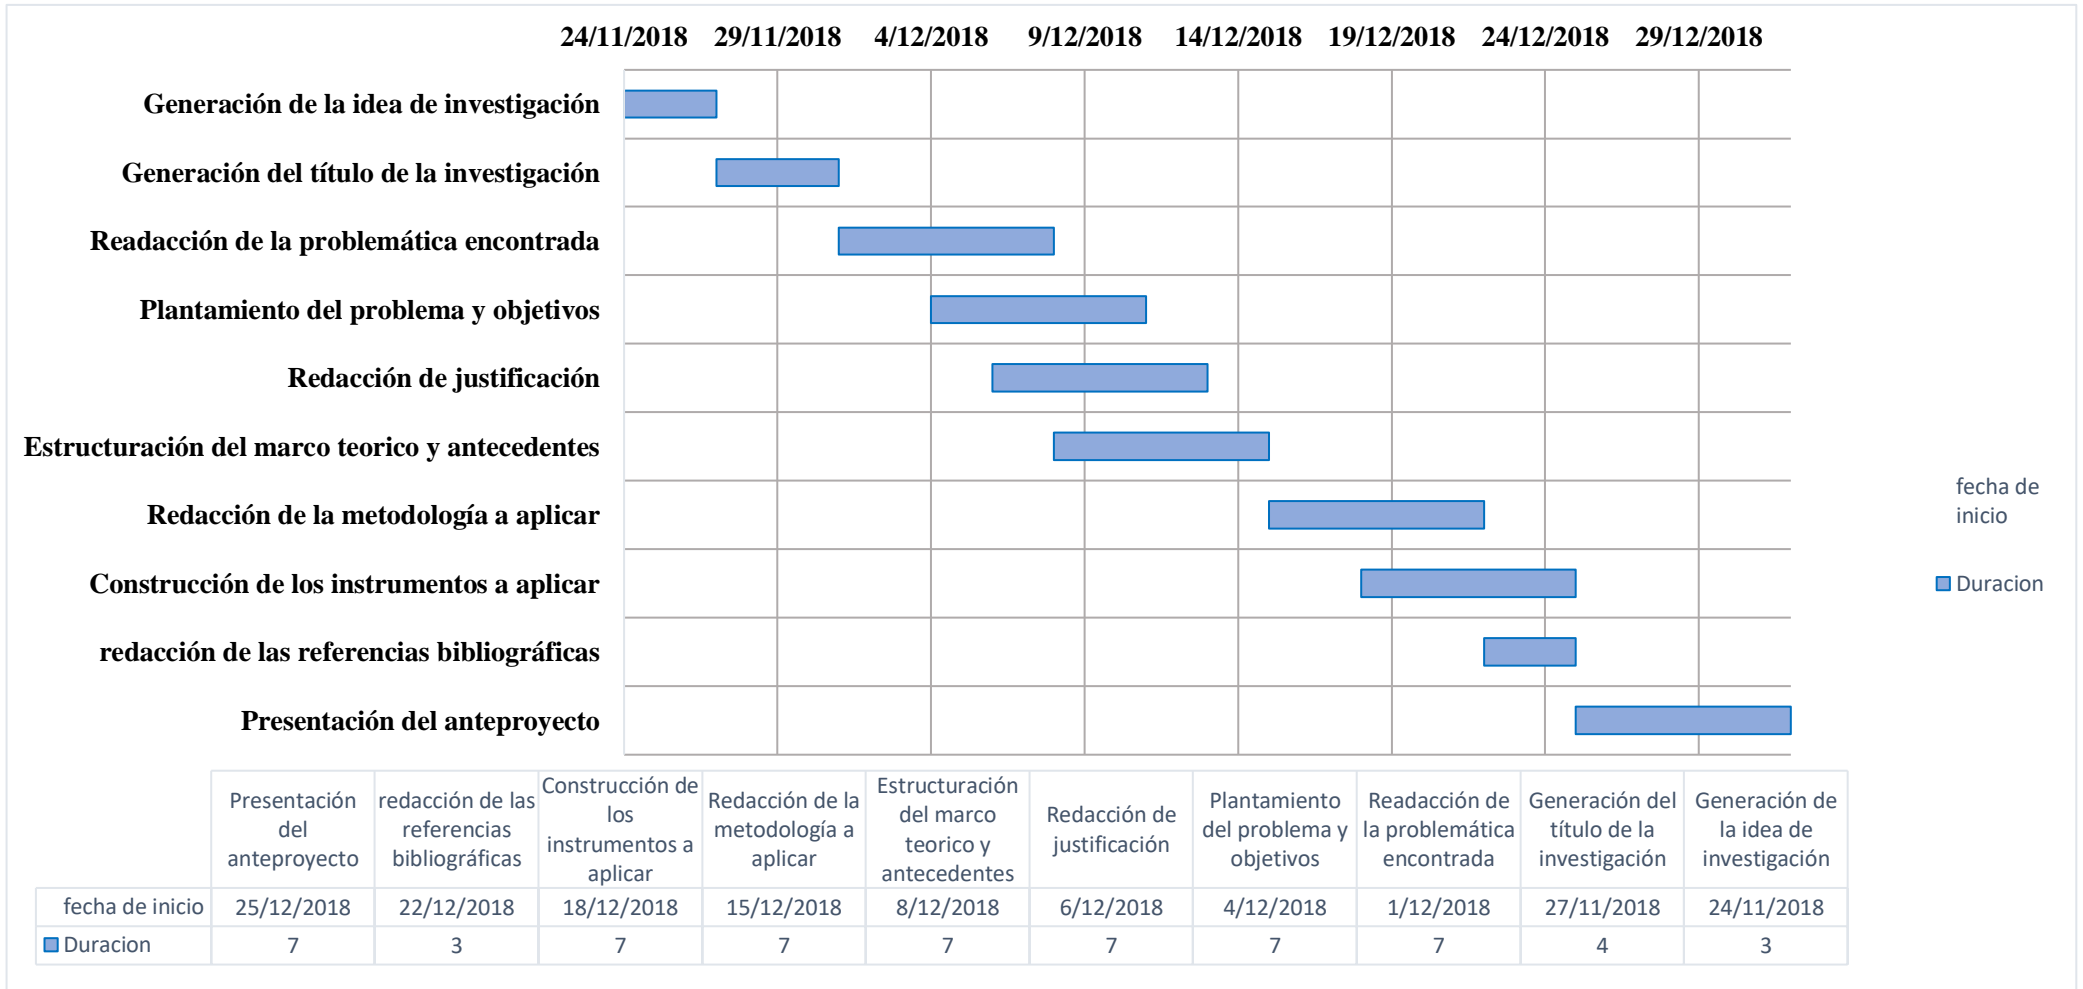 24/11/2018 29/11/2018 4/12/2018 9/12/2018 14/12/2018 19/12/2018 24/12/2018 29/12/2018
Generación de la idea de investigación
Generación del título de la investigación
Readacción de la problemática encontrada
Plantamiento del problema y objetivos
Redacción de justificación
Estructuración del marco teorico y antecedentes
Redacción de la metodología a aplicar
Construcción de los instrumentos a aplicar
redacción de las referencias bibliográficas
Presentación del anteproyecto
fecha de
inicio
Duracion
Presentación
del
anteproyecto
redacción de las
referencias
bibliográficas
Construcción de
los
instrumentos a
aplicar
Redacción de la
metodología a
aplicar
Estructuración
del marco
teorico y
antecedentes
Redacción de
justificación
Plantamiento
del problema y
objetivos
Readacción de
la problemática
encontrada
Generación del
título de la
investigación
Generación de
la idea de
investigación
fecha de inicio 25/12/2018 22/12/2018 18/12/2018 15/12/2018 8/12/2018 6/12/2018 4/12/2018 1/12/2018 27/11/2018 24/11/2018
Duracion 7 3 7 7 7 7 7 7 4 3